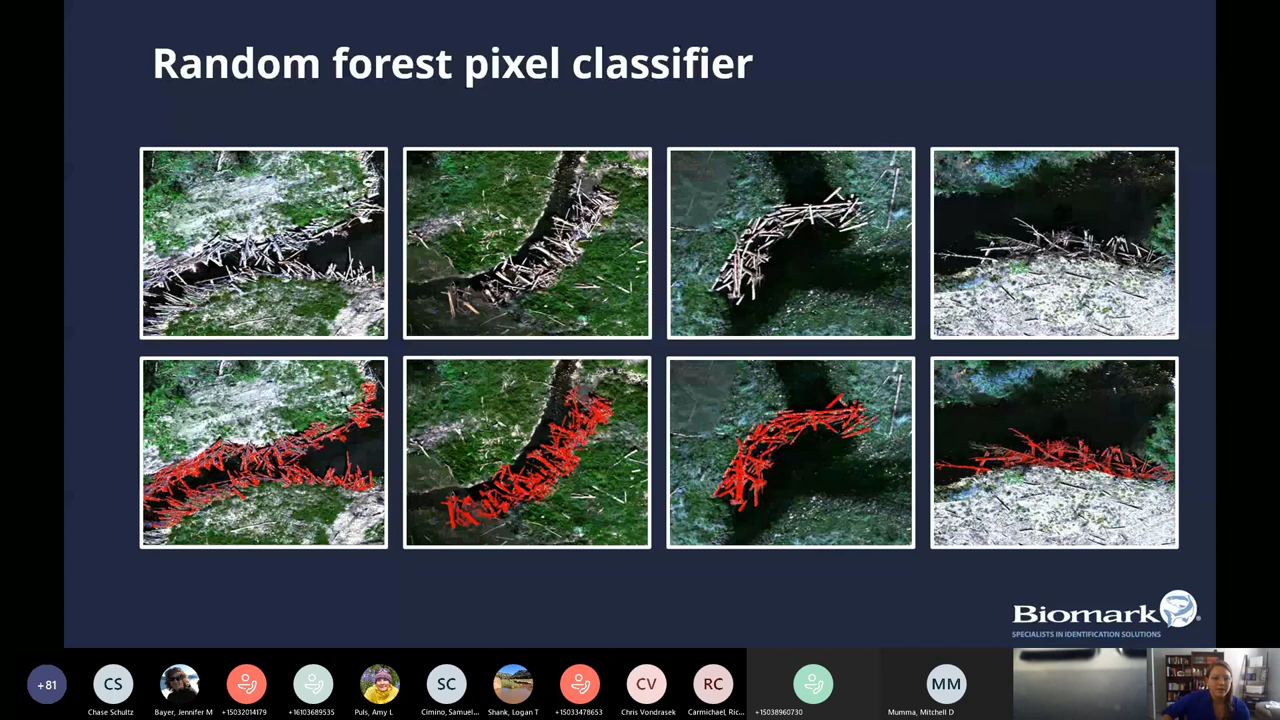 Random forest pixel classifier
Biomark
SPECIALISTS IN IDENTIFICATION SOLUTIONS
+81
CS
SC
CV
RC
MM
Chase Schultz
Bayer, Jennifer M
+15032014179
+16103689535
Puls, Amy L
Cimino, Samuel...
Shank, Logan T
+15033478653
Chris Vondrasek
Carmichael, Ric...
+15038960730
Mumma, Mitchell D